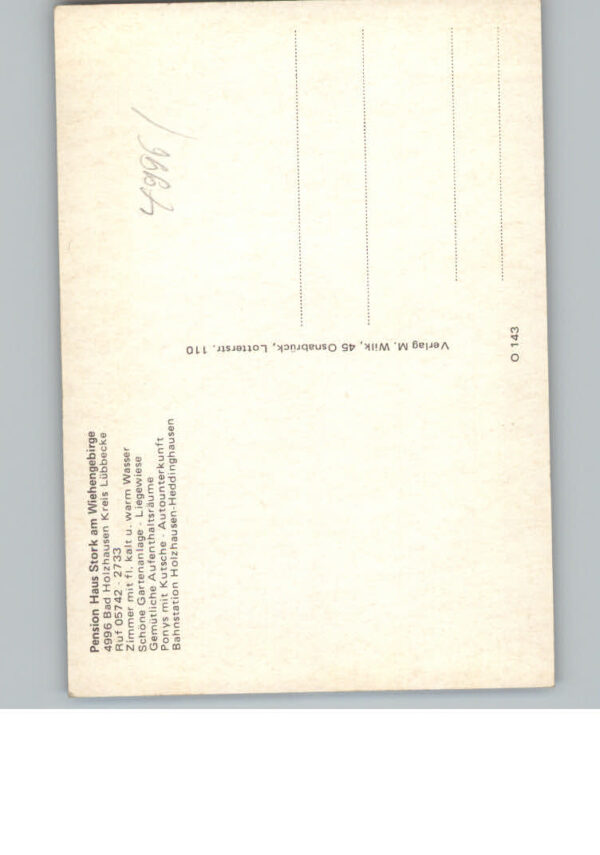 Pension Haus Stork am Wiehengebirge
4996 Bad Holzhausen Kreis Lübbecke
Ruf 05742 - 2733
Zimmer mit fl. kalt u. warm Wasser
Schöne Gartenanlage - Liegewiese
Gemütliche Aufenthaltsräume
Ponys mit Kutsche - Autounterkunft
Bahnstation Holzhausen-Heddinghausen
Verlag M. Wilk, 45 Osnabrück, Lotterstr. 110
O 143